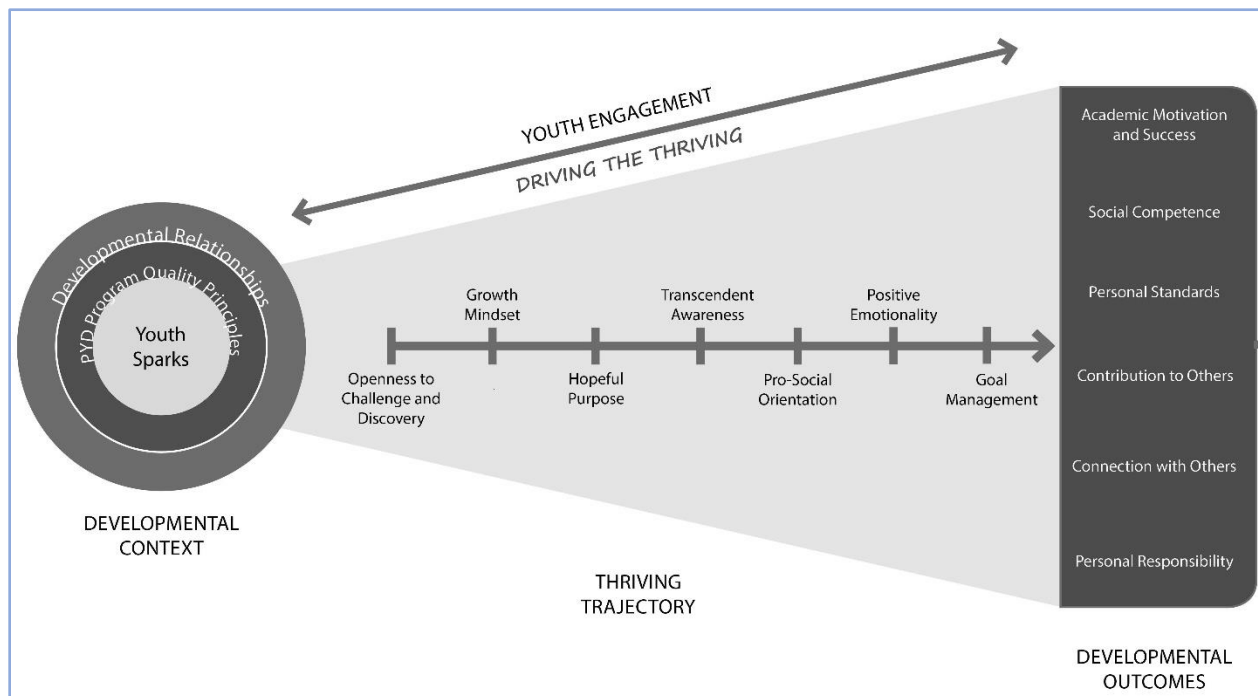 YOUTH ENGAGEMENT
DRIVING THE THRIVING
Developmental Relationships
PYD Program Quality Principles
Youth
Sparks
DEVELOPMENTAL
CONTEXT
Growth
Mindset
Transcendent
Awareness
Positive
Emotionality
Openness to
Challenge and
Discovery
Hopeful
Purpose
Pro-Social
Orientation
Goal
Management
THRIVING
TRAJECTORY
Academic Motivation
and Success
Social Competence
Personal Standards
Contribution to Others
Connection with Others
Personal Responsibility
DEVELOPMENTAL
OUTCOMES